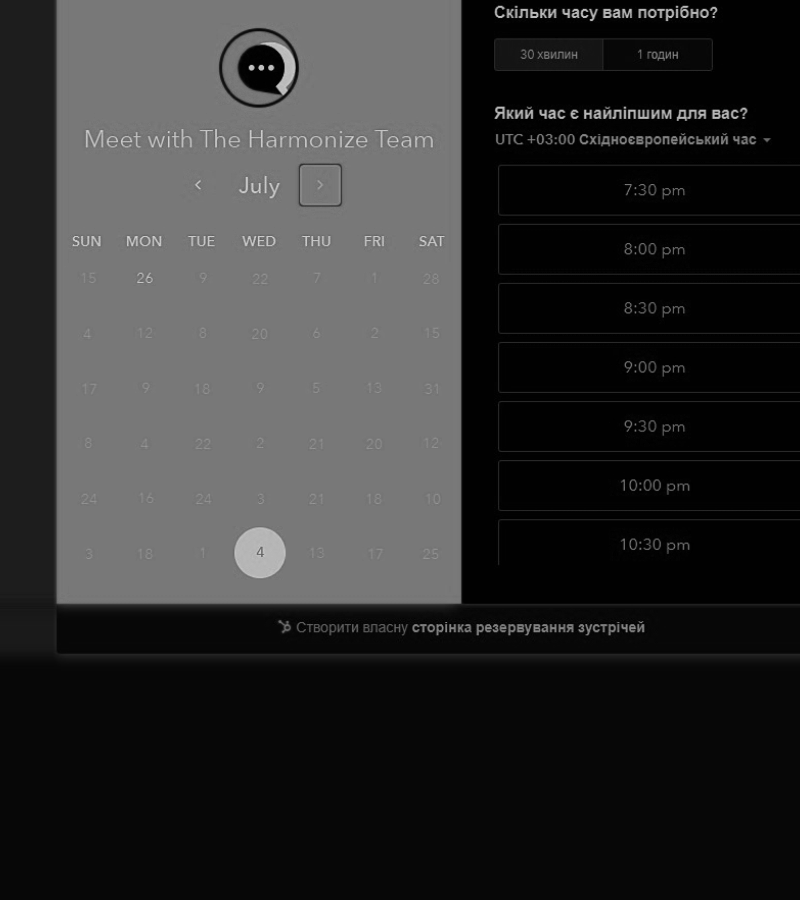 Meet with The Harmonize Team
July
SUN MON TUE WED THU FRI SAT
15 26 9 22 7 1 28
4 12 8 20 6 2 15
17 9 18 9 5 13 31
8 4 22 2 21 20 12
24 16 24 3 21 18 10
3 18 1 4 13 17 25
Скільки часу вам потрібно?
30 хвилин 1 годин
Який час є найліпшим для вас?
UTC +03:00 Східноєвропейський час
7:30 pm
8:00 pm
8:30 pm
9:00 pm
9:30 pm
10:00 pm
10:30 pm
Створити власну сторінка резервування зустрічей